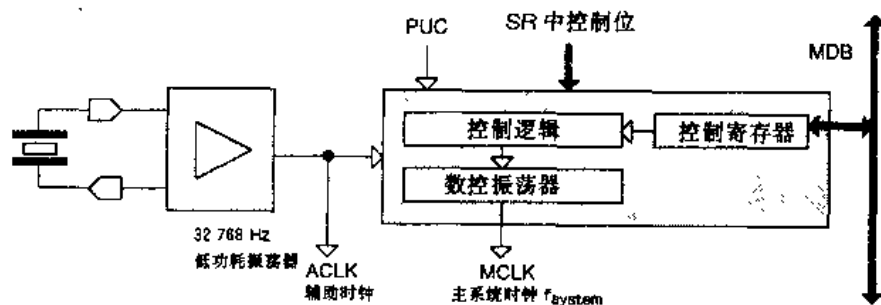 PUC
SR 中控制位
MDB
控制逻辑
控制寄存器
数控振荡器
32 768 Hz
低功耗振荡器
ACLK
辅助时钟
MCLK
主系统时钟 fsystem